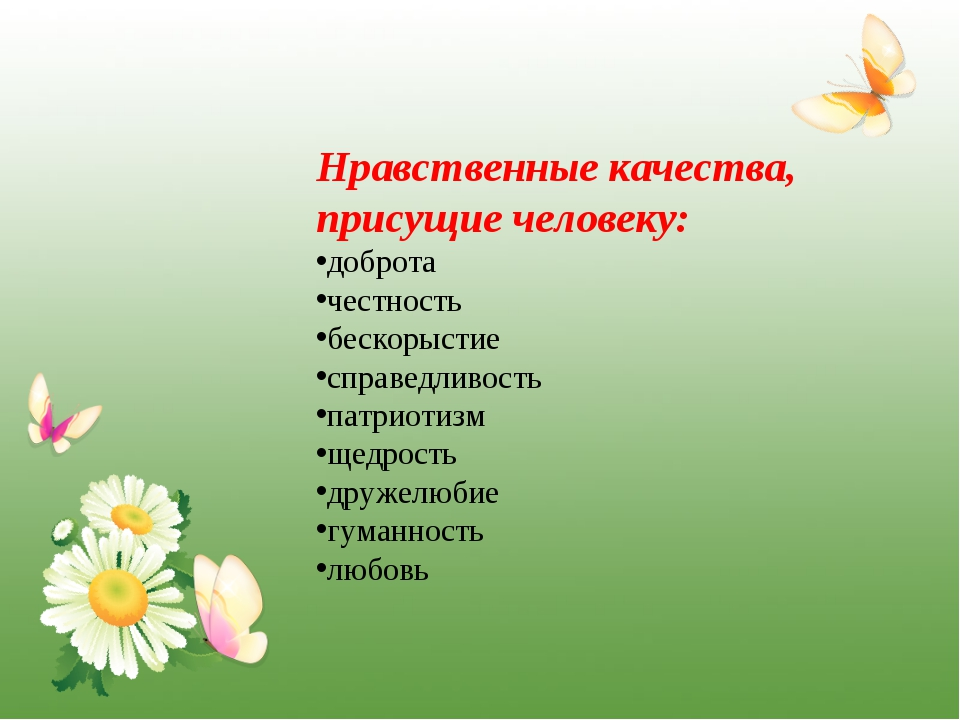 Нравственные качества,
присущие человеку:
•доброта
•честность
•бескорыстие
•справедливость
•патриотизм
•щедрость
•дружелюбие
•гуманность
•любовь